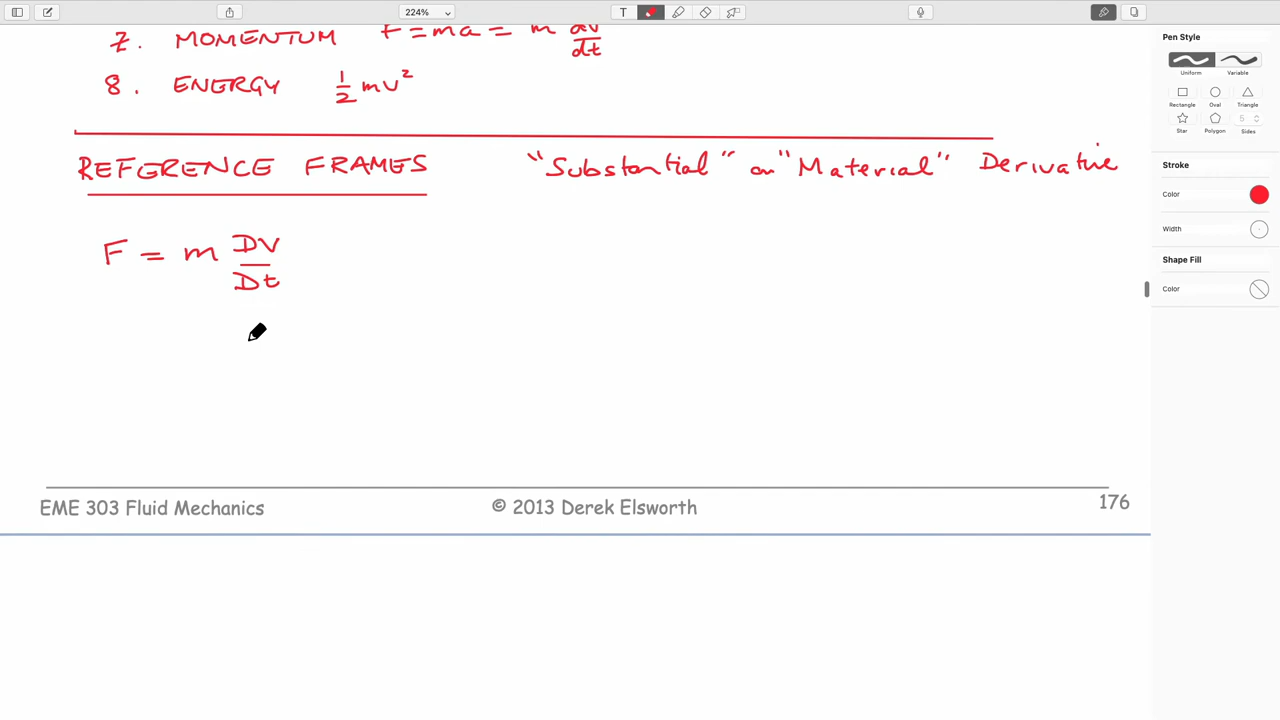 224%
T
Pen Style
7. MOMENTUM F = ma = m dv/dt
Uniform Variable
8. ENERGY 1/2 mv²
Rectangle Oval Triangle
5
Star Polygon Sides
REFERENCE FRAMES "Substantial" or "Material" Derivative
Stroke
Color
Width
F = m DV/Dt
Shape Fill
Color
EME 303 Fluid Mechanics © 2013 Derek Elsworth 176